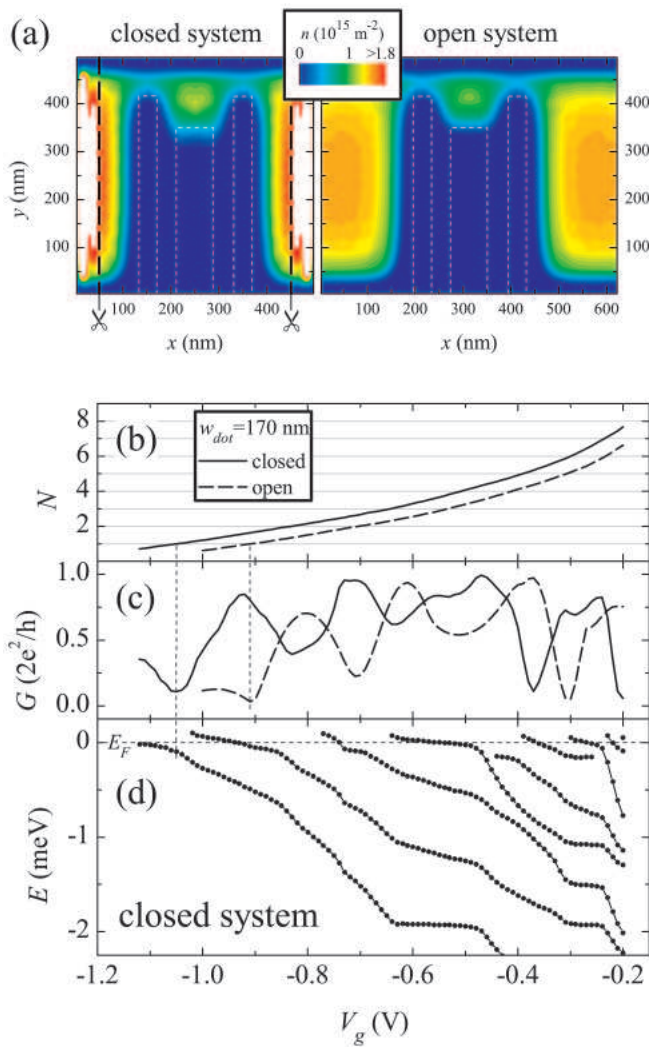 (a) closed system open system
n (10^15 m^-2)
0 1 >1.8
400
300
200
100
y (nm)
400
300
200
100
100 200 300 400
100 200 300 400 500 600
x (nm) x (nm)
(b)
w_dot=170 nm
closed
open
8
6
4
2
N
(c)
1.0
0.5
0.0
G (2e^2/h)
E_F
(d)
0
-1
-2
E (meV)
closed system
-1.2 -1.0 -0.8 -0.6 -0.4 -0.2
V_g (V)